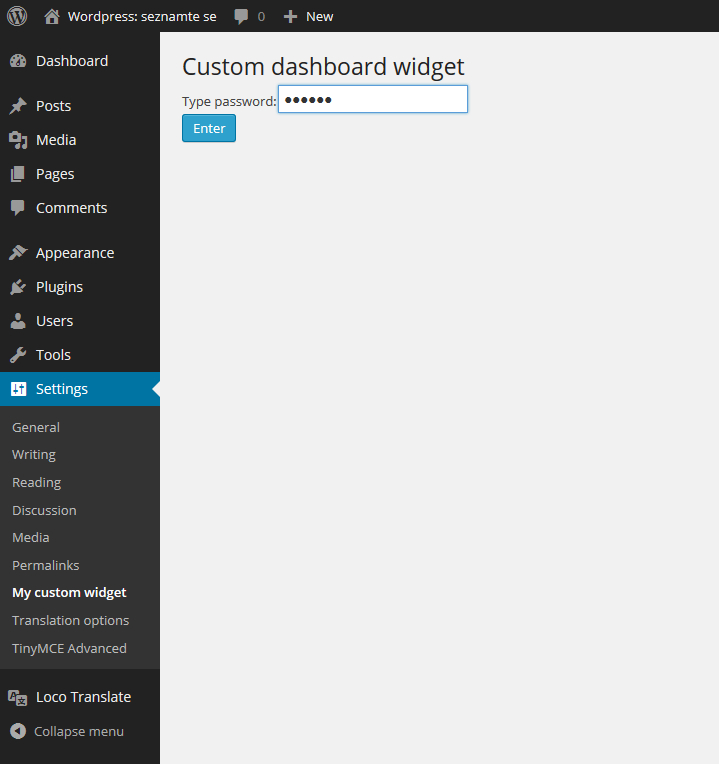 Wordpress: seznamte se 0 New
Dashboard
Posts
Media
Pages
Comments
Appearance
Plugins
Users
Tools
Settings
General
Writing
Reading
Discussion
Media
Permalinks
My custom widget
Translation options
TinyMCE Advanced
Loco Translate
Collapse menu
Custom dashboard widget
Type password: ●●●●●●
Enter